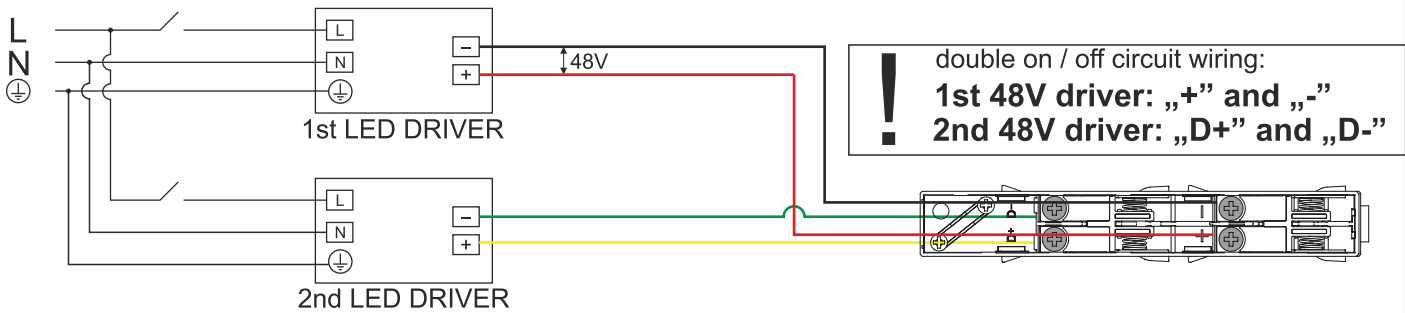 L
N
L
N
−
+
48V
1st LED DRIVER
L
N
−
+
2nd LED DRIVER
!
double on / off circuit wiring:
1st 48V driver: „+” and „-”
2nd 48V driver: „D+” and „D-”
D-
D+
−
+